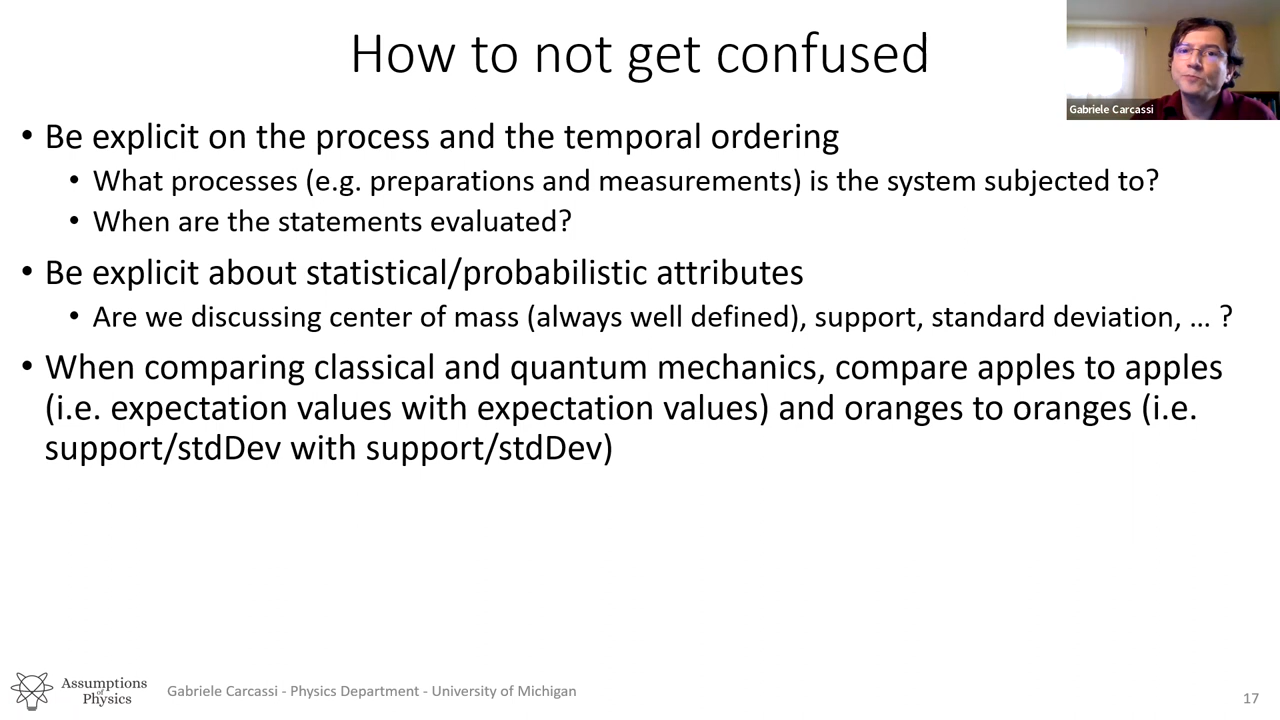 How to not get confused
Gabriele Carcassi
• Be explicit on the process and the temporal ordering
• What processes (e.g. preparations and measurements) is the system subjected to?
• When are the statements evaluated?
• Be explicit about statistical/probabilistic attributes
• Are we discussing center of mass (always well defined), support, standard deviation, … ?
• When comparing classical and quantum mechanics, compare apples to apples
(i.e. expectation values with expectation values) and oranges to oranges (i.e.
support/stdDev with support/stdDev)
Assumptions
of
Physics
Gabriele Carcassi - Physics Department - University of Michigan
17